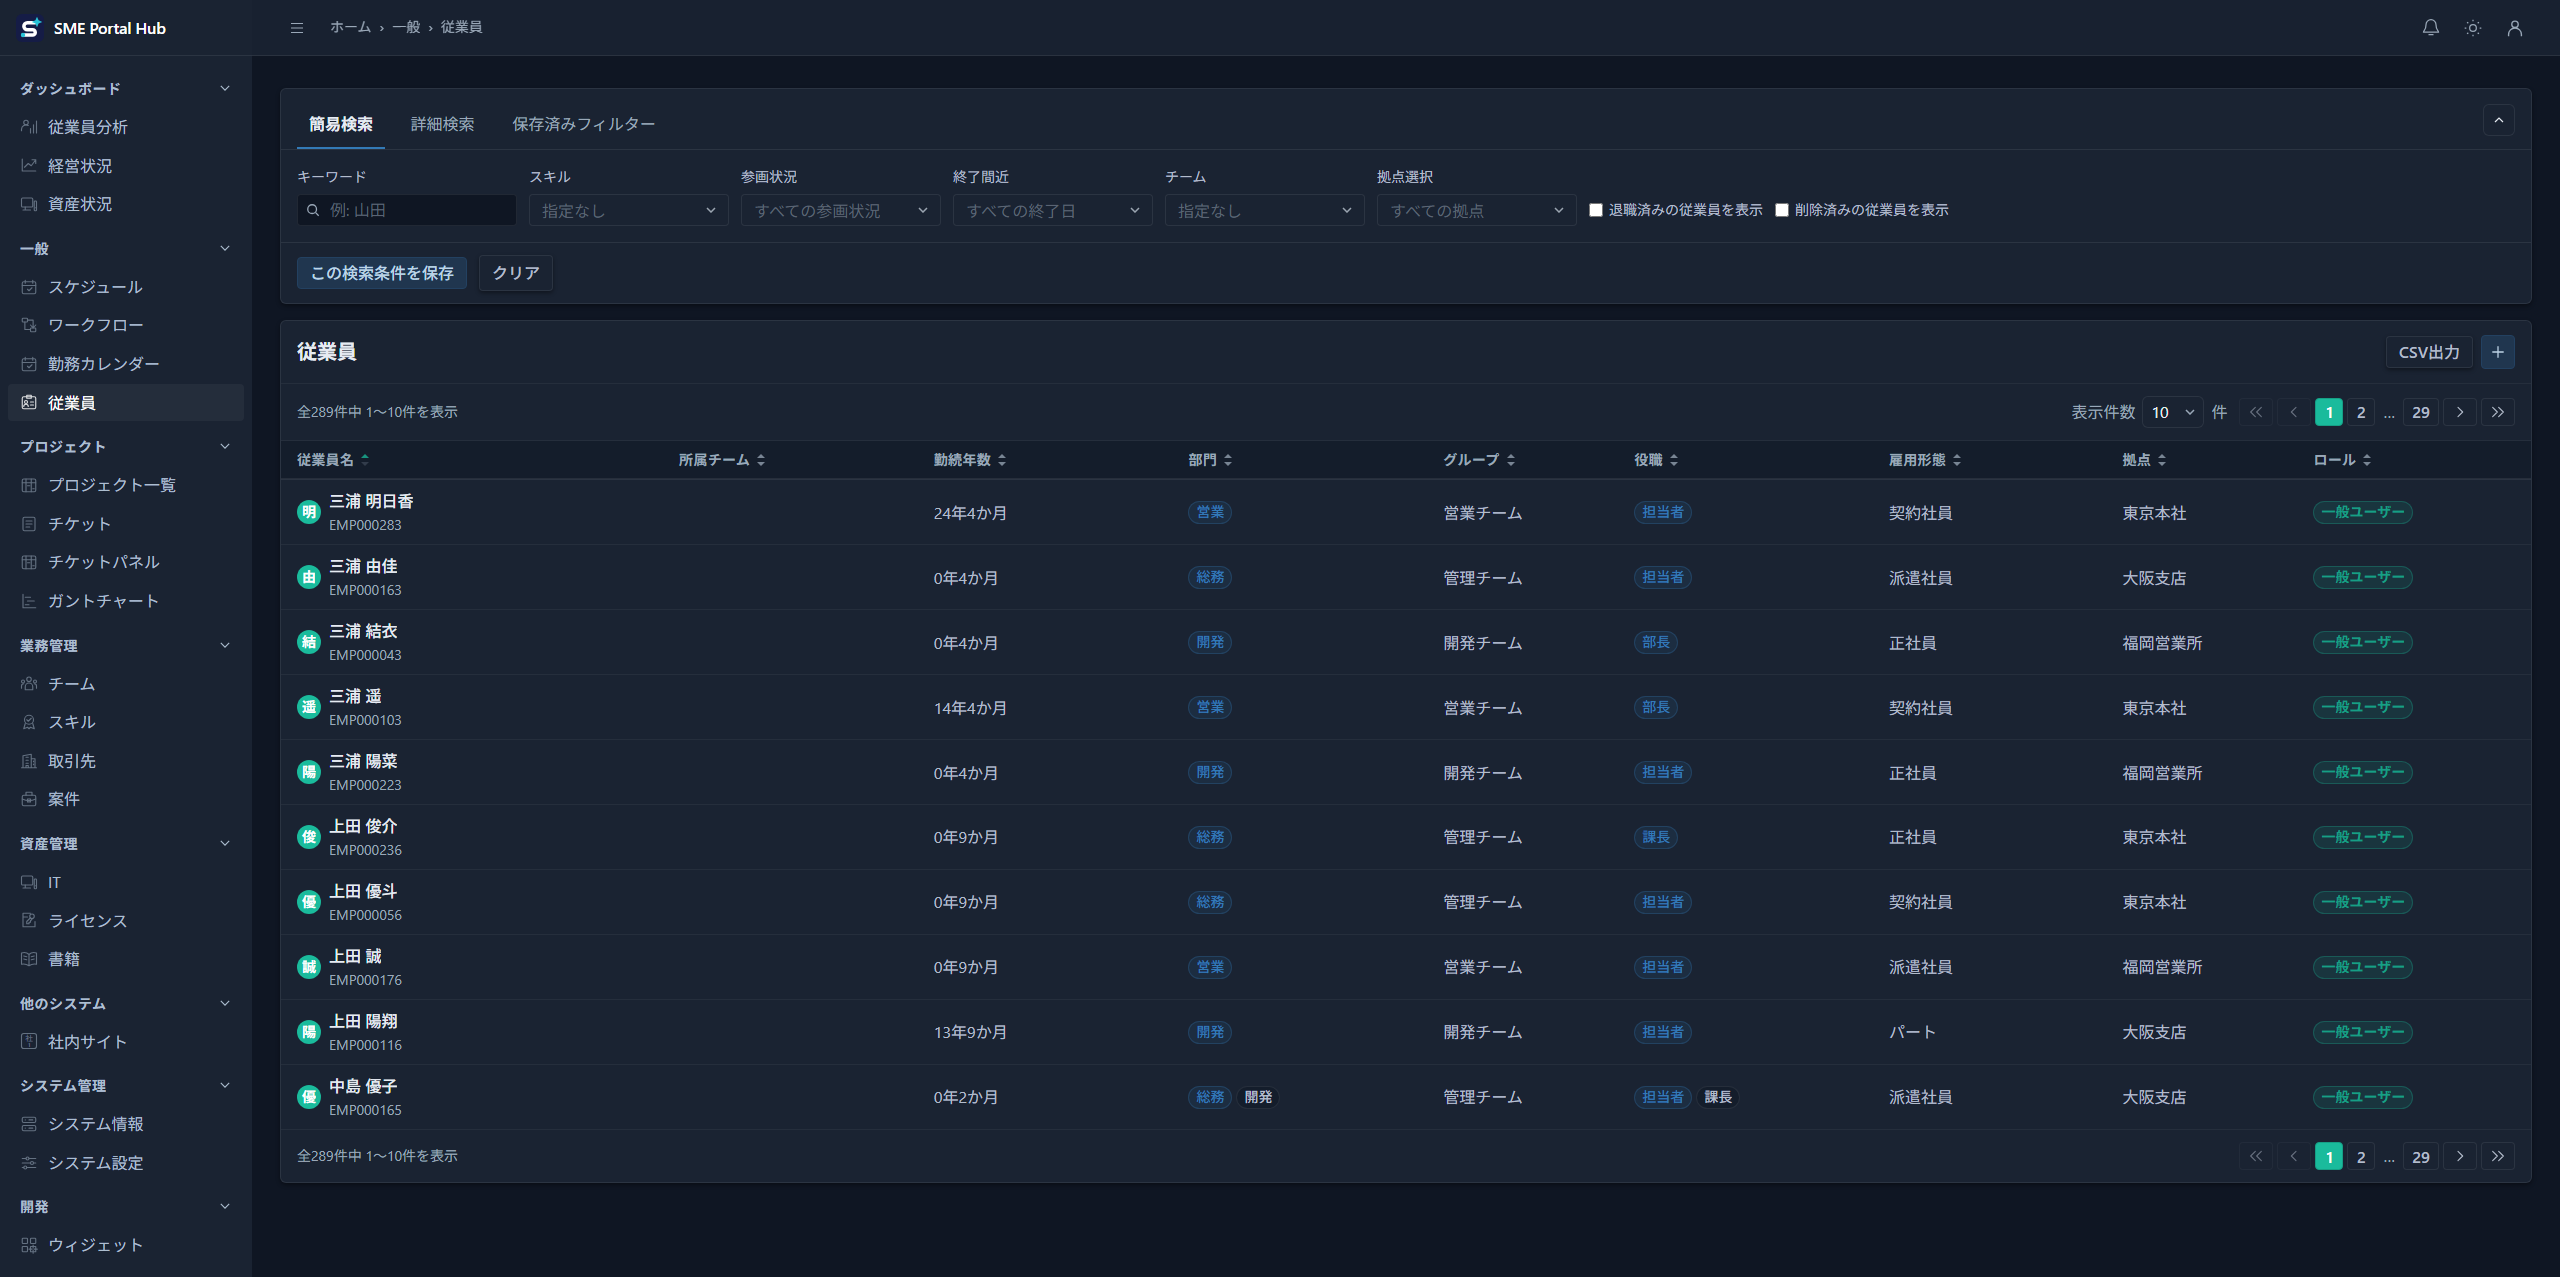 SME Portal Hub
ホーム › 一般 › 従業員
ダッシュボード
従業員分析
経営状況
資産状況
一般
スケジュール
ワークフロー
勤務カレンダー
従業員
プロジェクト
プロジェクト一覧
チケット
チケットパネル
ガントチャート
業務管理
チーム
スキル
取引先
案件
資産管理
IT
ライセンス
書籍
他のシステム
社内サイト
システム管理
システム情報
システム設定
開発
ウィジェット
簡易検索 詳細検索 保存済みフィルター
キーワード スキル 参画状況 終了間近 チーム 拠点選択
例: 山田 指定なし すべての参画状況 すべての終了日 指定なし すべての拠点 退職済みの従業員を表示 削除済みの従業員を表示
この検索条件を保存 クリア
従業員 CSV出力 +
全289件中 1〜10件を表示 表示件数 10 件 1 2 ... 29
従業員名 所属チーム 勤続年数 部門 グループ 役職 雇用形態 拠点 ロール
明 三浦 明日香 24年4か月 営業 営業チーム 担当者 契約社員 東京本社 一般ユーザー
EMP000283
由 三浦 由佳 0年4か月 総務 管理チーム 担当者 派遣社員 大阪支店 一般ユーザー
EMP000163
結 三浦 結衣 0年4か月 開発 開発チーム 部長 正社員 福岡営業所 一般ユーザー
EMP000043
遥 三浦 遥 14年4か月 営業 営業チーム 部長 契約社員 東京本社 一般ユーザー
EMP000103
陽 三浦 陽菜 0年4か月 開発 開発チーム 担当者 正社員 福岡営業所 一般ユーザー
EMP000223
俊 上田 俊介 0年9か月 総務 管理チーム 課長 正社員 東京本社 一般ユーザー
EMP000236
優 上田 優斗 0年9か月 総務 管理チーム 担当者 契約社員 東京本社 一般ユーザー
EMP000056
誠 上田 誠 0年9か月 営業 営業チーム 担当者 派遣社員 福岡営業所 一般ユーザー
EMP000176
陽 上田 陽翔 13年9か月 開発 開発チーム 担当者 パート 大阪支店 一般ユーザー
EMP000116
優 中島 優子 0年2か月 総務 開発 管理チーム 担当者 課長 派遣社員 大阪支店 一般ユーザー
EMP000165
全289件中 1〜10件を表示 1 2 ... 29